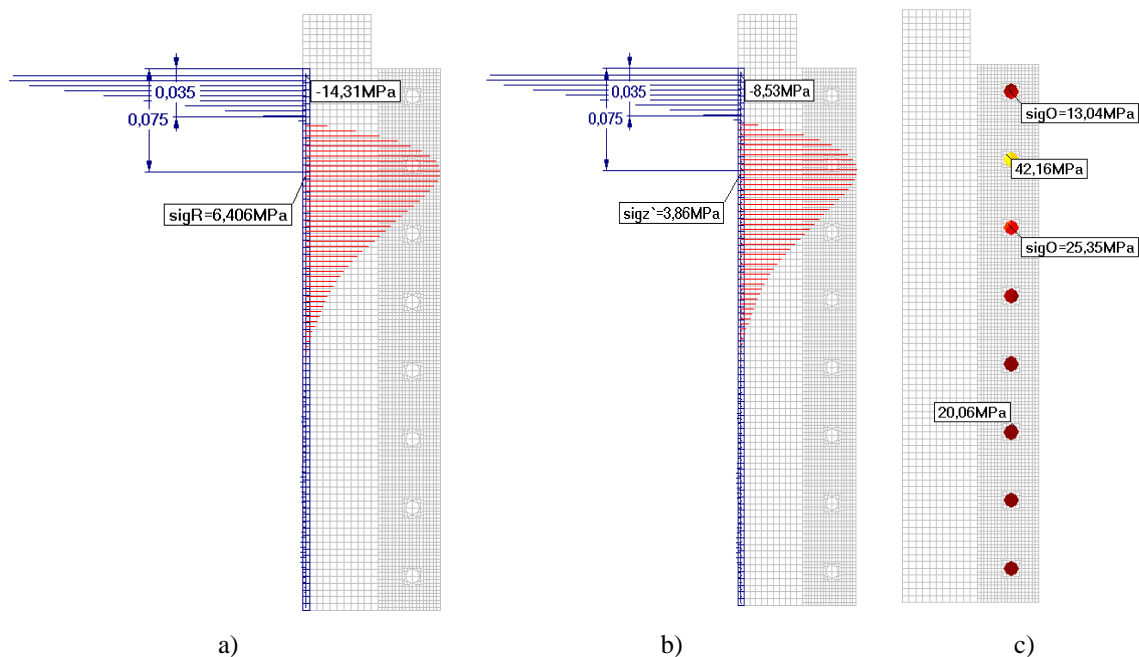 -14,31MPa
0,035
0,075
sigR=6,406MPa
-8,53MPa
0,035
0,075
sigz`=3,86MPa
sigO=13,04MPa
42,16MPa
sigO=25,35MPa
20,06MPa
a)
b)
c)